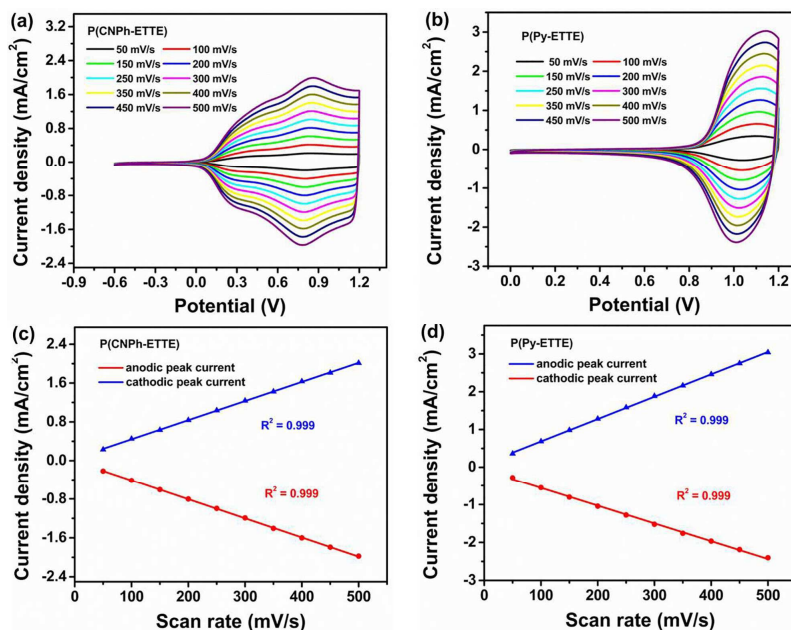 (a)
P(CNPh-ETTE)
50 mV/s 100 mV/s
150 mV/s 200 mV/s
250 mV/s 300 mV/s
350 mV/s 400 mV/s
450 mV/s 500 mV/s
Current density (mA/cm²)
3.2
2.4
1.6
0.8
0.0
-0.8
-1.6
-2.4
-0.9 -0.6 -0.3 0.0 0.3 0.6 0.9 1.2
Potential (V)
(b)
P(Py-ETTE)
50 mV/s 100 mV/s
150 mV/s 200 mV/s
250 mV/s 300 mV/s
350 mV/s 400 mV/s
450 mV/s 500 mV/s
Current density (mA/cm²)
4
3
2
1
0
-1
-2
-3
0.0 0.2 0.4 0.6 0.8 1.0 1.2
Potential (V)
(c)
P(CNPh-ETTE)
anodic peak current
cathodic peak current
R² = 0.999
R² = 0.999
Current density (mA/cm²)
2.4
1.8
1.2
0.6
0.0
-0.8
-1.6
-2.4
0 100 200 300 400 500
Scan rate (mV/s)
(d)
P(Py-ETTE)
anodic peak current
cathodic peak current
R² = 0.999
R² = 0.999
Current density (mA/cm²)
4
3
2
1
0
-1
-2
-3
0 100 200 300 400 500
Scan rate (mV/s)